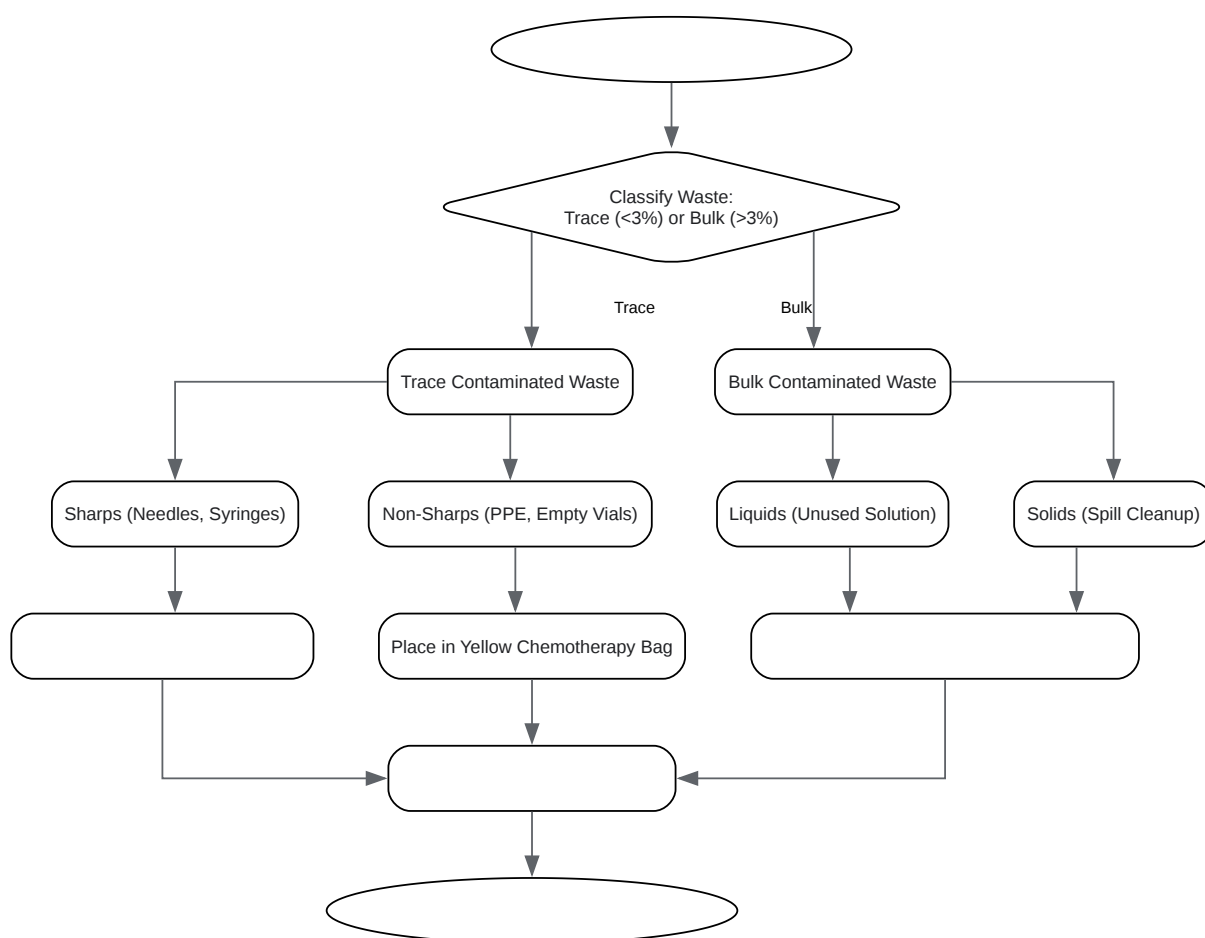 Classify Waste:
Trace (<3%) or Bulk (>3%)
Trace
Bulk
Trace Contaminated Waste
Bulk Contaminated Waste
Sharps (Needles, Syringes)
Non-Sharps (PPE, Empty Vials)
Liquids (Unused Solution)
Solids (Spill Cleanup)
Place in Yellow Chemotherapy Bag